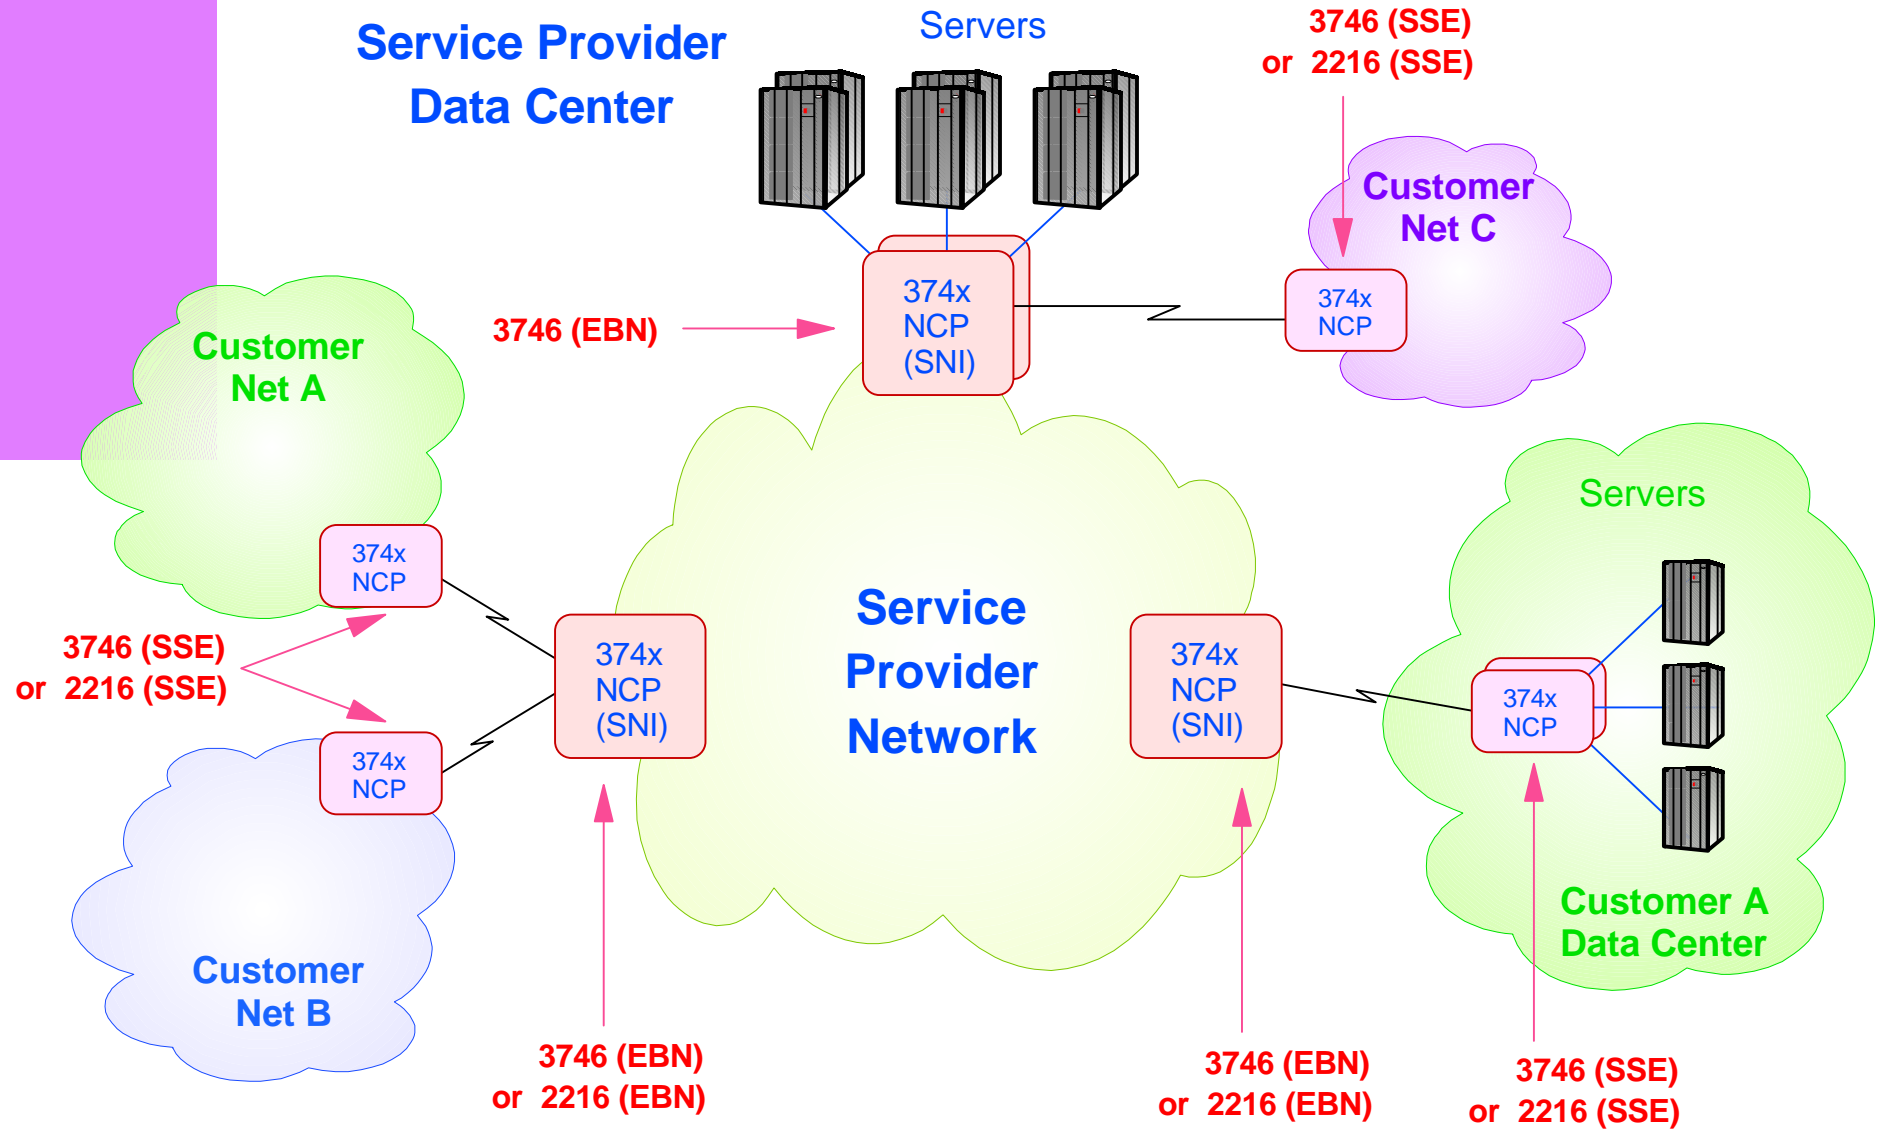 Service Provider
Data Center
Servers
3746 (SSE)
or 2216 (SSE)
Customer
Net C
374x
NCP
(SNI)
374x
NCP
3746 (EBN)
Customer
Net A
Servers
374x
NCP
3746 (SSE)
or 2216 (SSE)
374x
NCP
(SNI)
Service
Provider
Network
374x
NCP
(SNI)
374x
NCP
374x
NCP
Customer A
Data Center
Customer
Net B
3746 (EBN)
or 2216 (EBN)
3746 (EBN)
or 2216 (EBN)
3746 (SSE)
or 2216 (SSE)